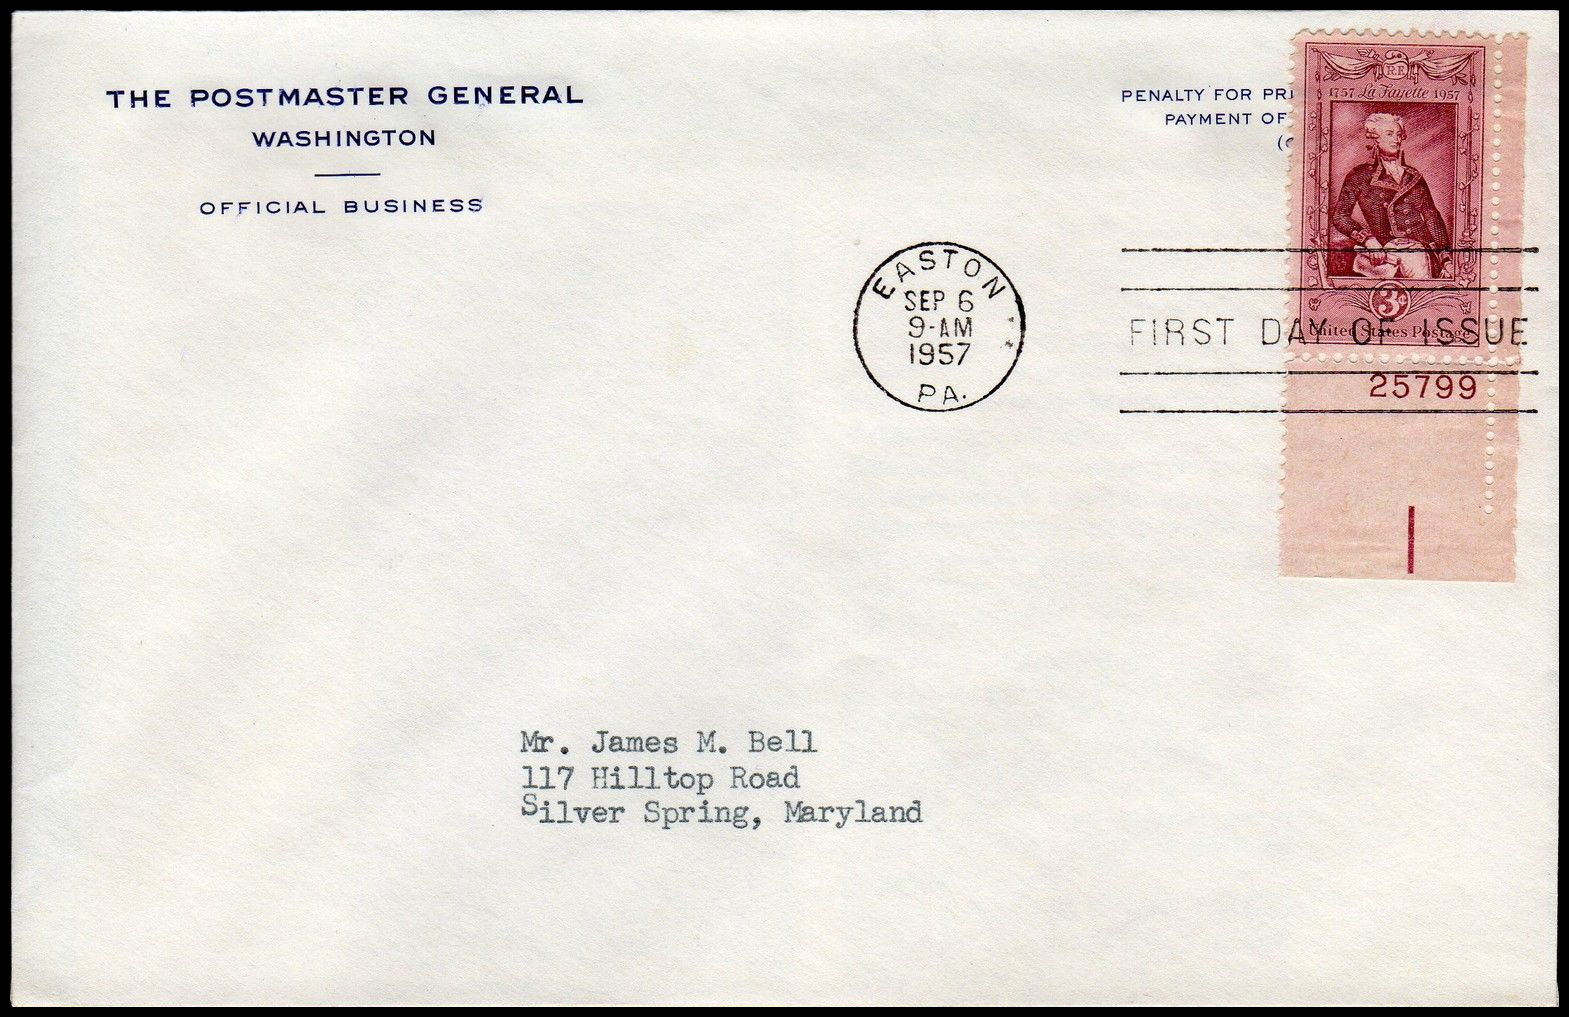 THE POSTMASTER GENERAL
WASHINGTON
OFFICIAL BUSINESS
PENALTY FOR
PAYMENT OF
R.F.
1757 La Fayette 1957
3¢
United States Postage
25799
EASTON
SEP 6
9-AM
1957
PA.
FIRST DAY OF ISSUE
Mr. James M. Bell
117 Hilltop Road
Silver Spring, Maryland